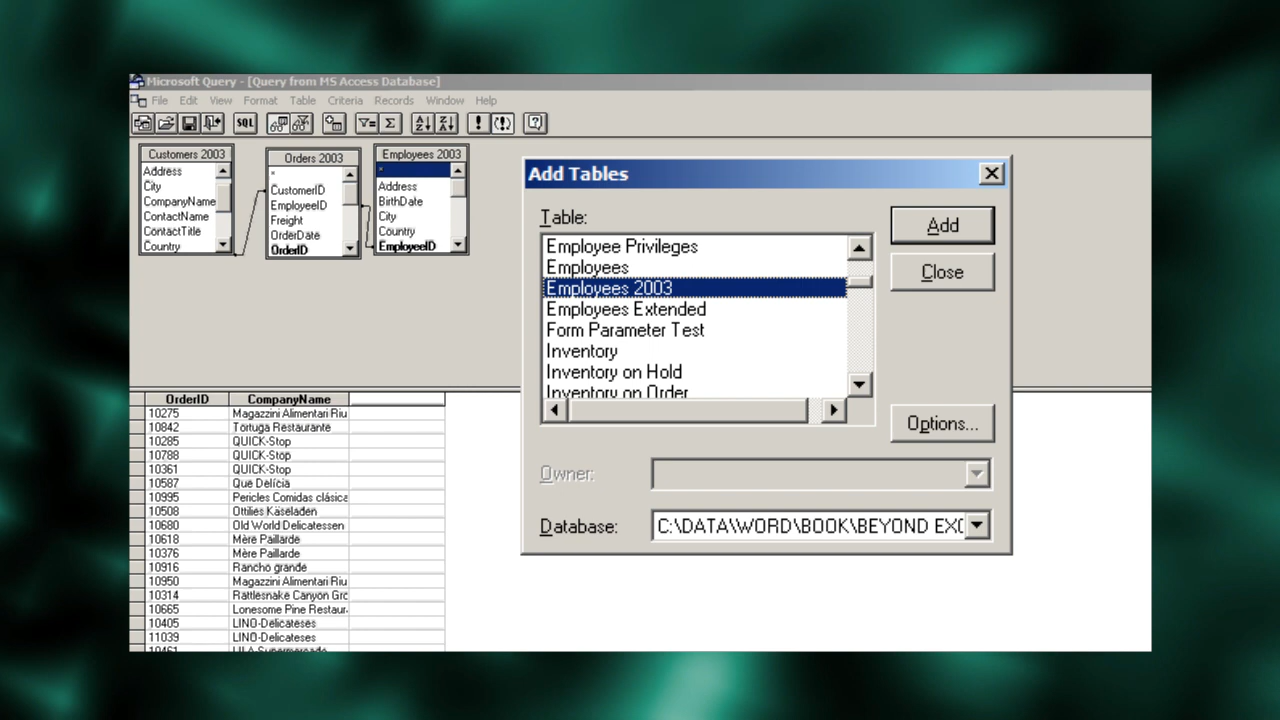 Microsoft Query - [Query from MS Access Database]
File Edit View Format Table Criteria Records Window Help
SQL
Customers 2003
Address
City
CompanyName
ContactName
ContactTitle
Country
Orders 2003
*
CustomerID
EmployeeID
Freight
OrderDate
OrderID
Employees 2003
*
Address
BirthDate
City
Country
EmployeeID
Add Tables
Table:
Employee Privileges
Employees
Employees 2003
Employees Extended
Form Parameter Test
Inventory
Inventory on Hold
Inventory on Order
Add
Close
Options...
Owner:
Database: C:\DATA\WORD\BOOK\BEYOND EXC
OrderID CompanyName
10275 Magazzini Alimentari Riu
10842 Tortuga Restaurante
10285 QUICK-Stop
10788 QUICK-Stop
10361 QUICK-Stop
10587 Que Delícia
10995 Pericles Comidas clásica
10508 Ottilies Käseladen
10680 Old World Delicatessen
10618 Mère Paillarde
10376 Mère Paillarde
10916 Rancho grande
10950 Magazzini Alimentari Riu
10314 Rattlesnake Canyon Gro
10665 Lonesome Pine Restaur
10405 LINO-Delicateses
11039 LINO-Delicateses
10461 LILA-Supermercado